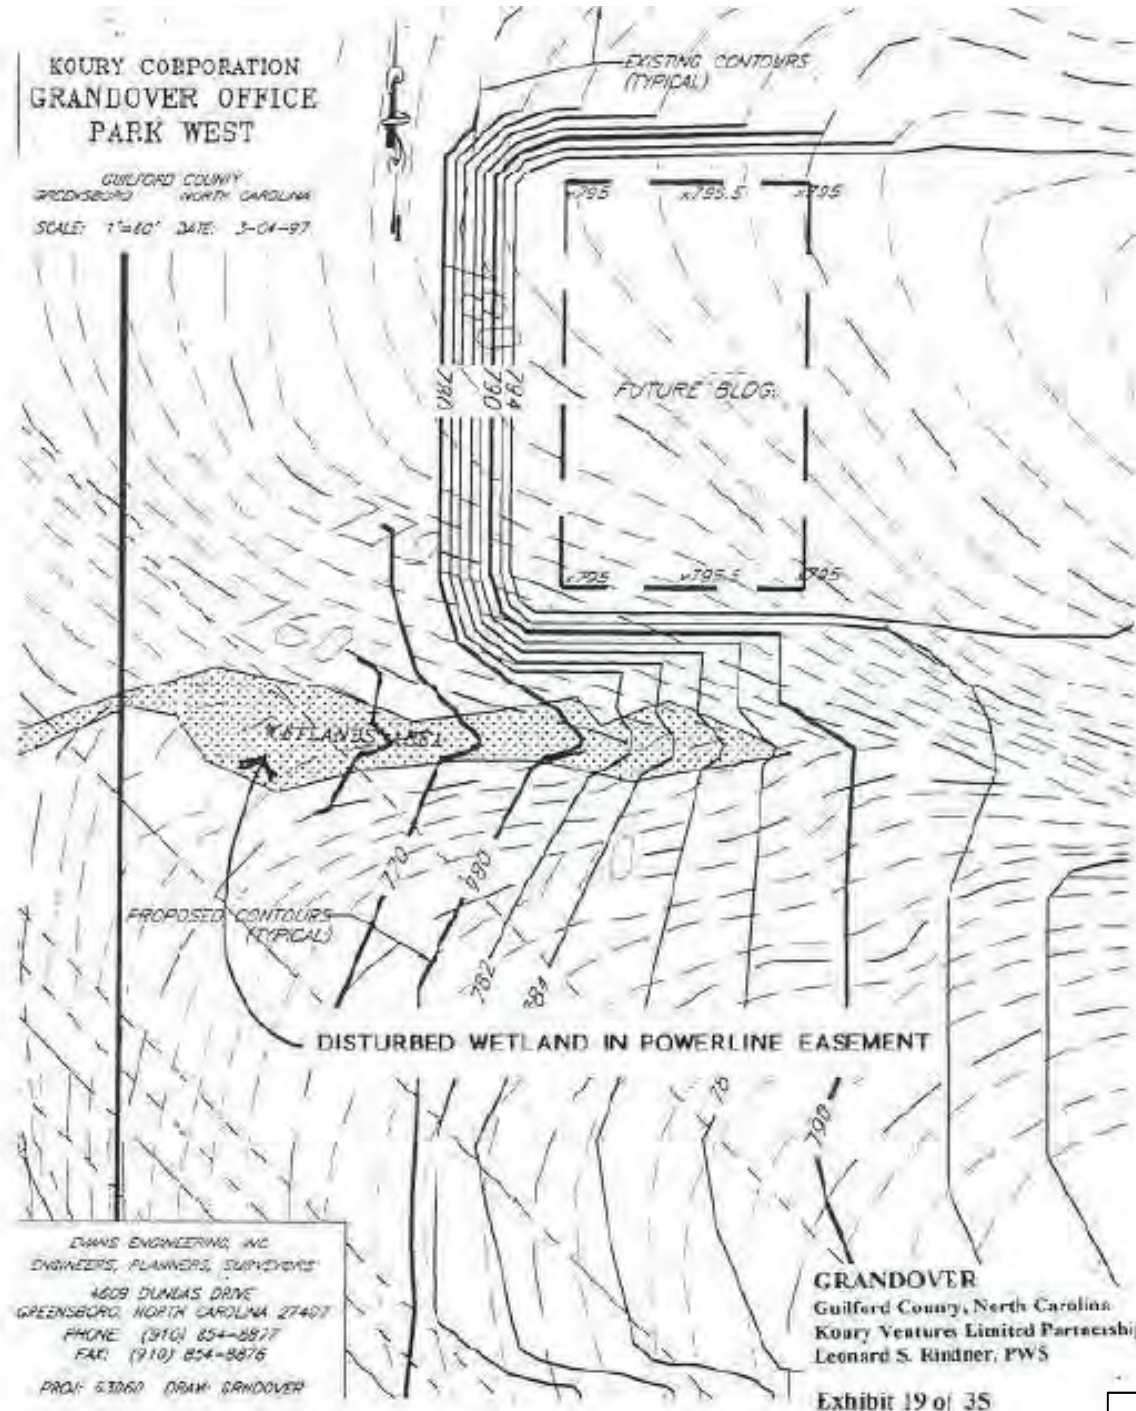 KOURY CORPORATION
GRANDOVER OFFICE
PARK WEST
GUILFORD COUNTY
GREENSBORO NORTH CAROLINA
SCALE: DATE: 3-04-97
EXISTING CONTOURS
(TYPICAL)
x795 x795.5 x795
780 790 794
FUTURE BLDG.
x795 x795.5 x795
760
WETLANDS AREA
770 680
PROPOSED CONTOURS
(TYPICAL)
782 784
DISTURBED WETLAND IN POWERLINE EASEMENT
790
EVANS ENGINEERING, INC.
ENGINEERS, PLANNERS, SURVEYORS
4609 DUNDAS DRIVE
GREENSBORO, NORTH CAROLINA 27407
PHONE (910) 854-8877
FAX: (910) 854-8876
PROJ: DRAW: GRNDOVER
GRANDOVER
Guilford County, North Carolina
Koury Ventures Limited Partnership
Leonard S. Rindner, PWS
Exhibit 19 of 35